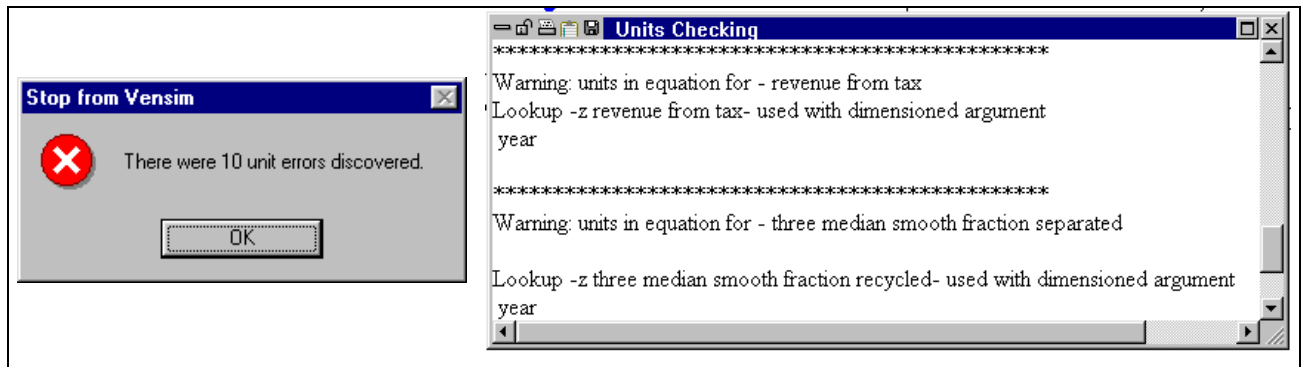 Stop from Vensim
There were 10 unit errors discovered.
OK
Units Checking
*************************************************
Warning: units in equation for - revenue from tax
Lookup -z revenue from tax- used with dimensioned argument
year
*************************************************
Warning: units in equation for - three median smooth fraction separated
Lookup -z three median smooth fraction recycled- used with dimensioned argument
year